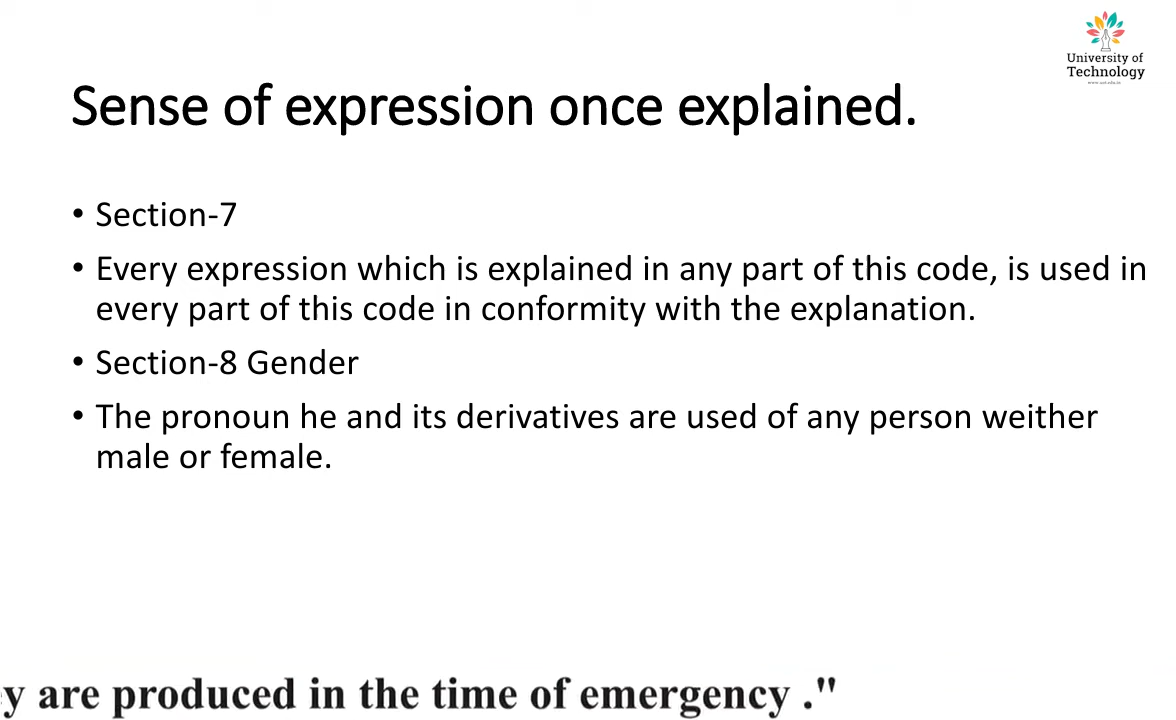 University of
Technology
Sense of expression once explained.
• Section-7
• Every expression which is explained in any part of this code, is used in
every part of this code in conformity with the explanation.
• Section-8 Gender
• The pronoun he and its derivatives are used of any person weither
male or female.
y are produced in the time of emergency ."